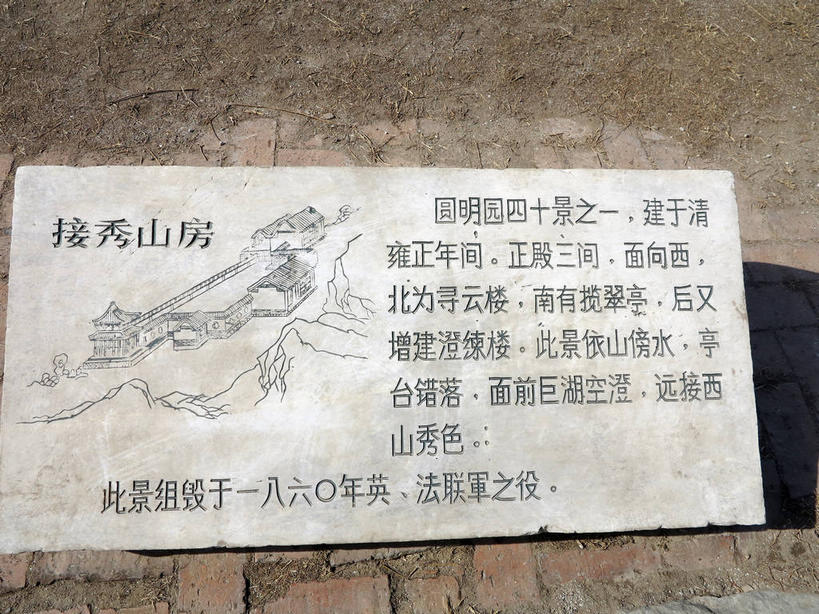 接秀山房
圆明园四十景之一，建于清
雍正年间。正殿三间，面向西，
北为寻云楼，南有揽翠亭，后又
增建澄练楼。此景依山傍水，亭
台错落，面前巨湖空澄，远接西
山秀色。
此景组毁于一八六〇年英、法联軍之役。